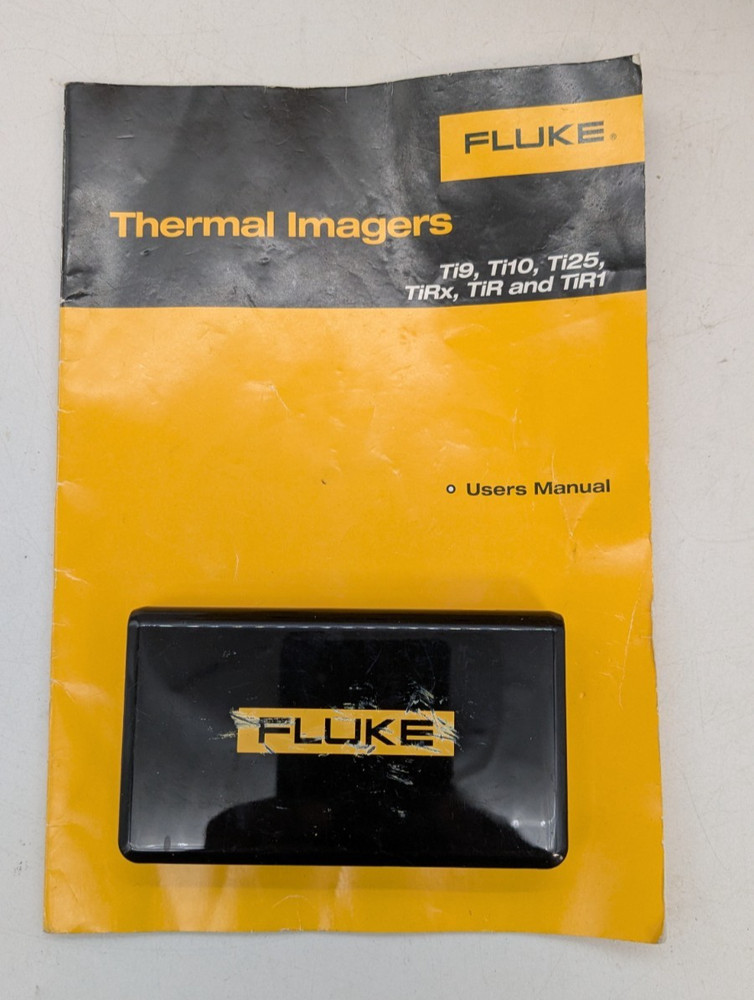 FLUKE®
Thermal Imagers
Ti9, Ti10, Ti25,
TiRx, TiR and TiR1
Users Manual
FLUKE